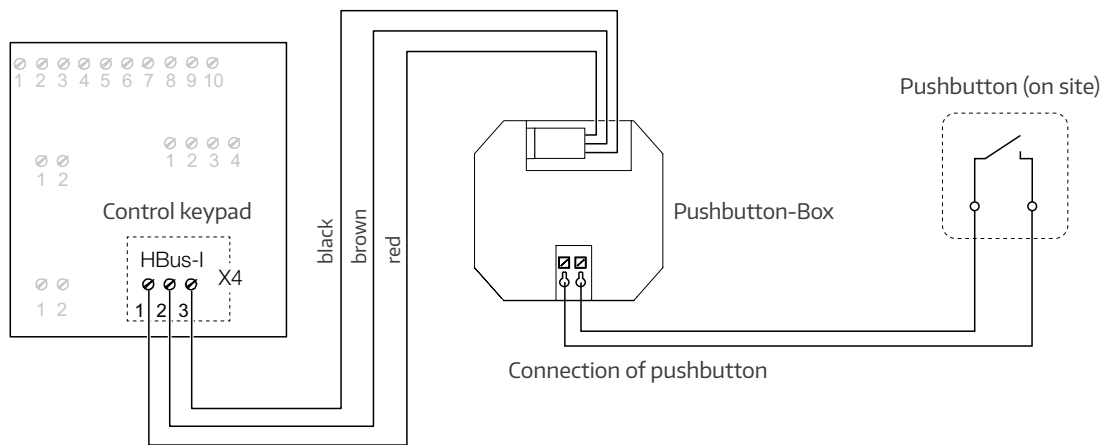 1 2 3 4 5 6 7 8 9 10
Pushbutton (on site)
1 2 3 4
1 2
Control keypad
Pushbutton-Box
black
brown
red
HBus-I
X4
1 2
1 2 3
Connection of pushbutton